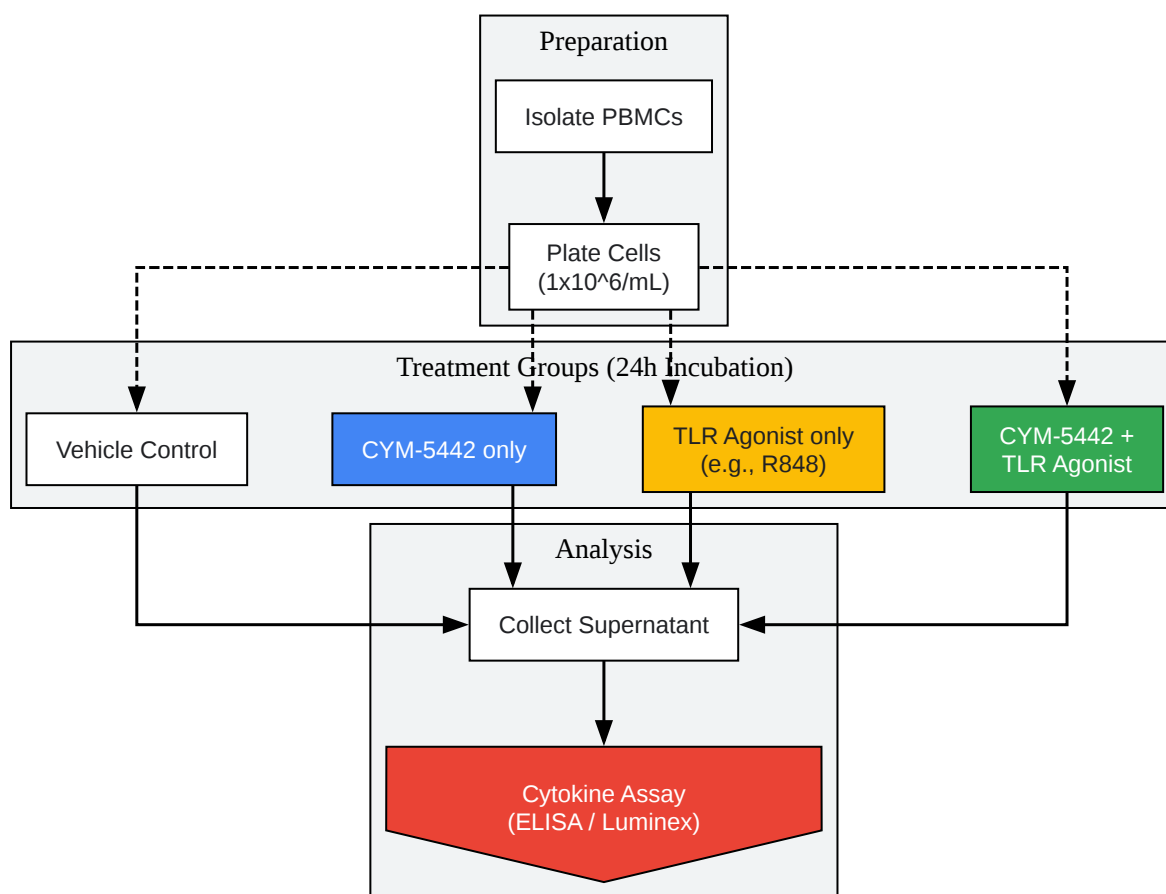 Preparation
Isolate PBMCs
Plate Cells
(1x10^6/mL)
Treatment Groups (24h Incubation)
Vehicle Control
CYM-5442 only
TLR Agonist only
(e.g., R848)
CYM-5442 +
TLR Agonist
Analysis
Collect Supernatant
Cytokine Assay
(ELISA / Luminex)